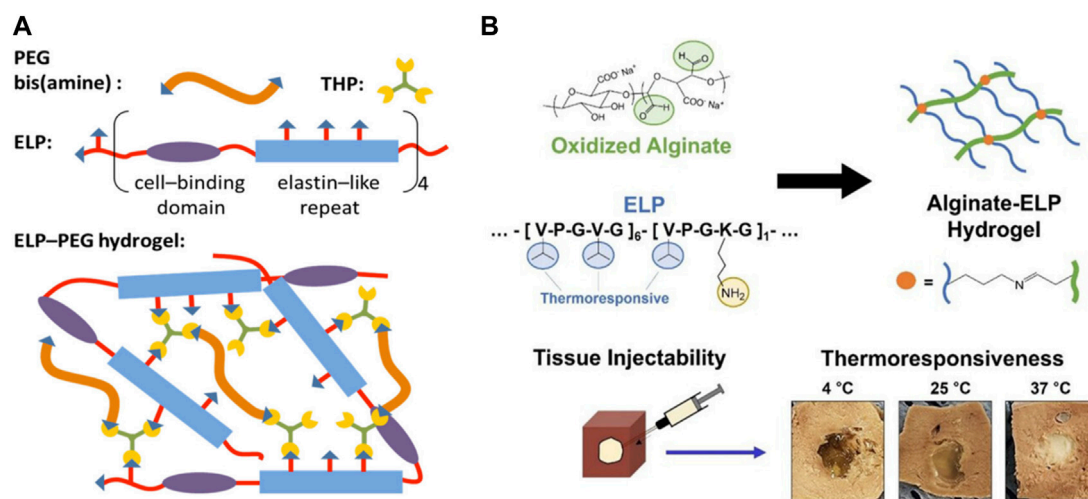 A
PEG
bis(amine) :
THP:
ELP:
4
cell–binding
domain
elastin–like
repeat
ELP–PEG hydrogel:
B
COO⁻ Na⁺
H
O
O
O
O
HO
OH
O
O
H
O
COO⁻ Na⁺
Oxidized Alginate
ELP
... - [ V-P-G-V-G ]6- [ V-P-G-K-G ]1- ...
Thermoresponsive
NH2
Alginate-ELP
Hydrogel
= N
Tissue Injectability
Thermoresponsiveness
4 °C 25 °C 37 °C